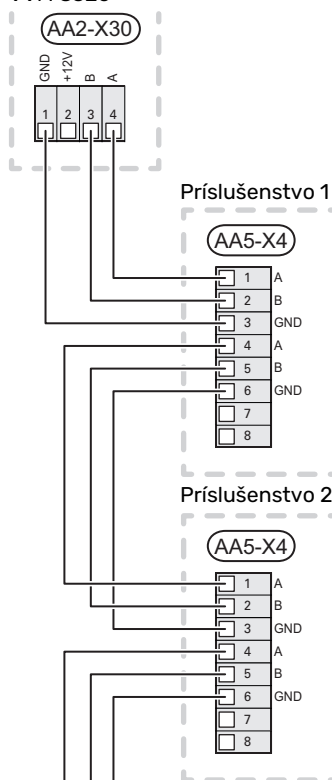 AA2-X30
GND
+12V
B
A
1 2 3 4
Príslušenstvo 1
AA5-X4
1 A
2 B
3 GND
4 A
5 B
6 GND
7
8
Príslušenstvo 2
AA5-X4
1 A
2 B
3 GND
4 A
5 B
6 GND
7
8